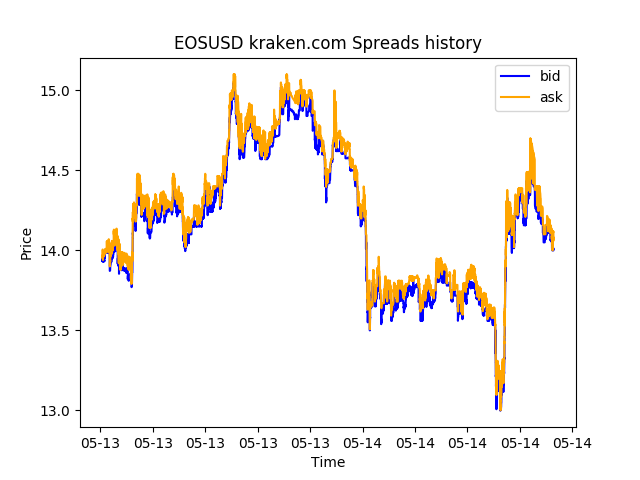 EOSUSD kraken.com Spreads history
bid
ask
Price
15.0
14.5
14.0
13.5
13.0
05-13 05-13 05-13 05-13 05-13 05-14 05-14 05-14 05-14 05-14
Time